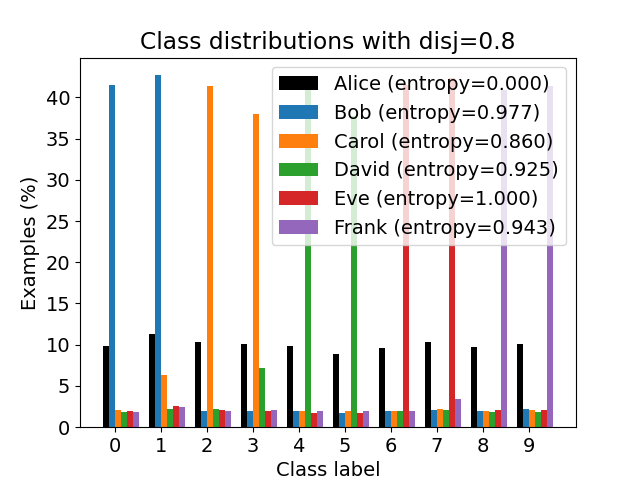 Class distributions with disj=0.8
Alice (entropy=0.000)
Bob (entropy=0.977)
Carol (entropy=0.860)
David (entropy=0.925)
Eve (entropy=1.000)
Frank (entropy=0.943)
Examples (%)
40
35
30
25
20
15
10
5
0
0 1 2 3 4 5 6 7 8 9
Class label